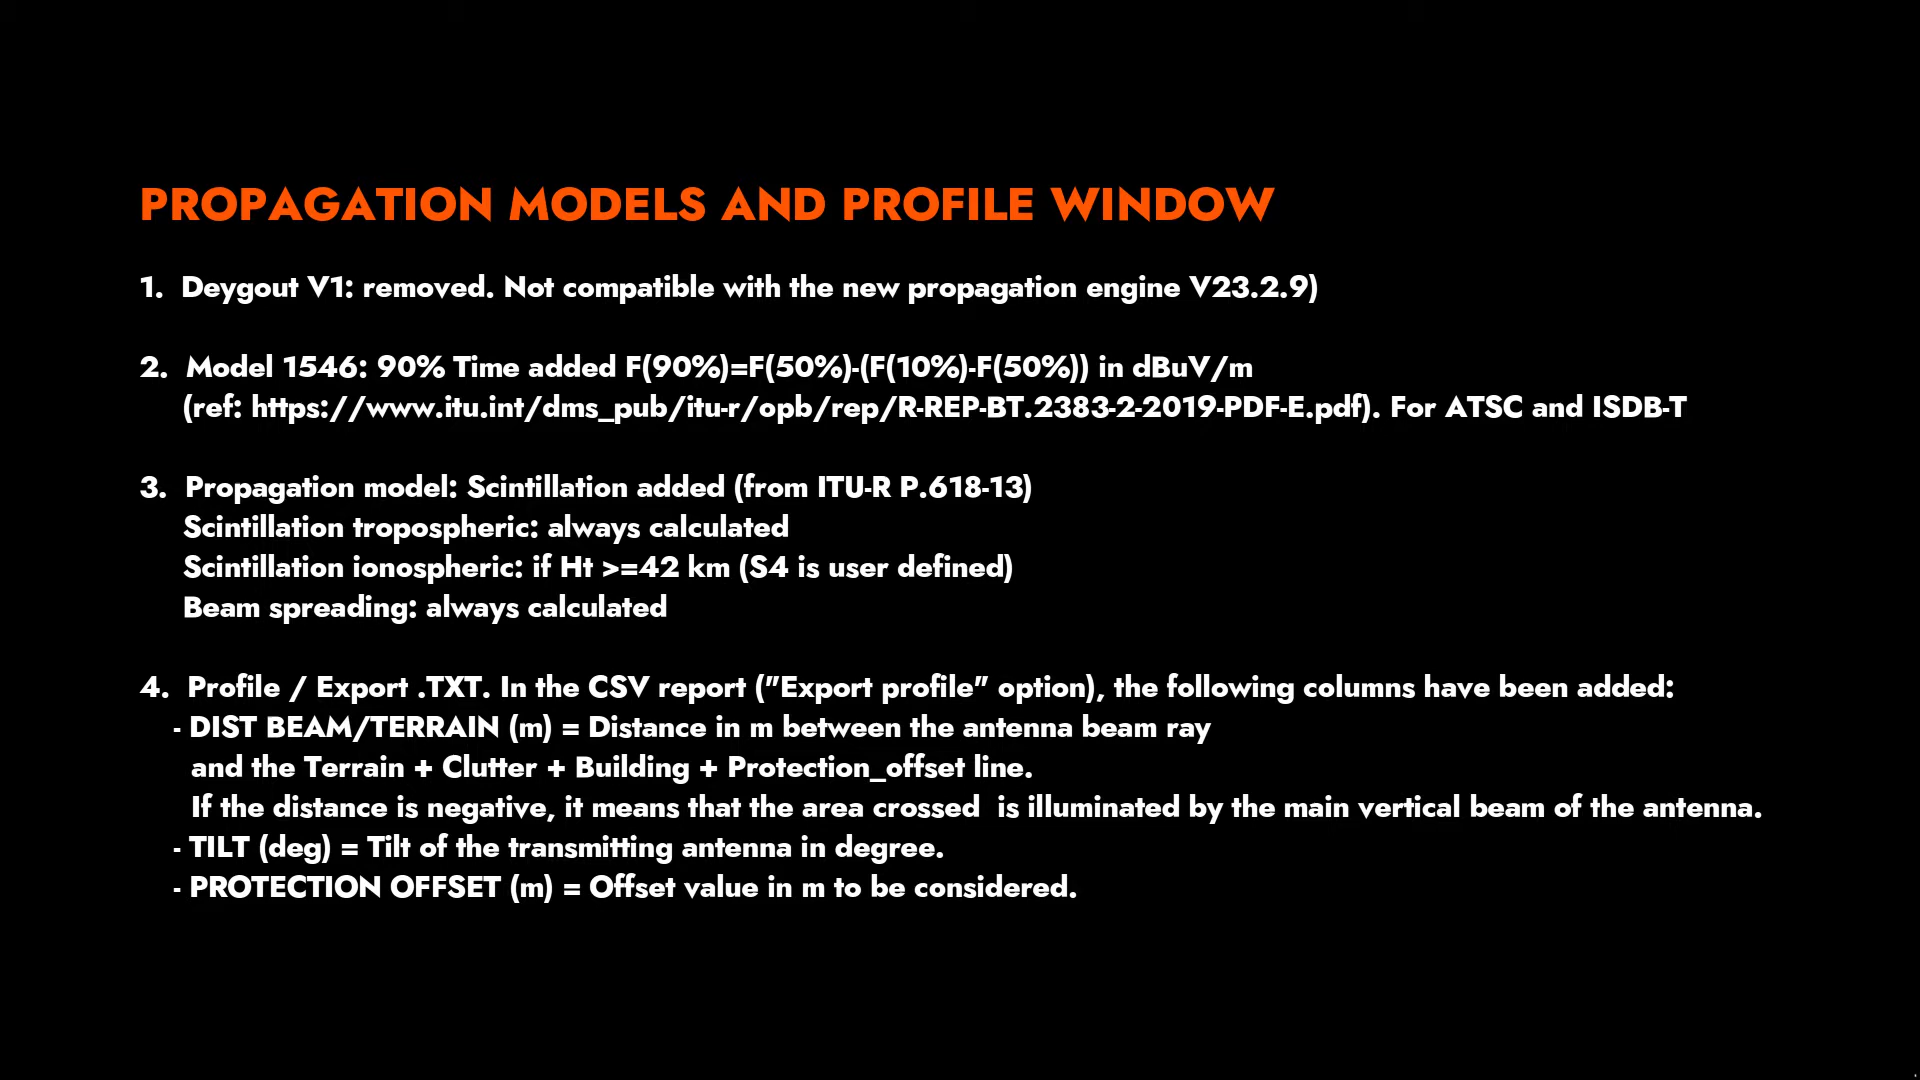 PROPAGATION MODELS AND PROFILE WINDOW
1. Deygout V1: removed. Not compatible with the new propagation engine V23.2.9)
2. Model 1546: 90% Time added F(90%)=F(50%)-(F(10%)-F(50%)) in dBuV/m
(ref: https://www.itu.int/dms_pub/itu-r/opb/rep/R-REP-BT.2383-2-2019-PDF-E.pdf). For ATSC and ISDB-T
3. Propagation model: Scintillation added (from ITU-R P.618-13)
Scintillation tropospheric: always calculated
Scintillation ionospheric: if Ht >=42 km (S4 is user defined)
Beam spreading: always calculated
4. Profile / Export .TXT. In the CSV report ("Export profile" option), the following columns have been added:
- DIST BEAM/TERRAIN (m) = Distance in m between the antenna beam ray
and the Terrain + Clutter + Building + Protection_offset line.
If the distance is negative, it means that the area crossed  is illuminated by the main vertical beam of the antenna.
- TILT (deg) = Tilt of the transmitting antenna in degree.
- PROTECTION OFFSET (m) = Offset value in m to be considered.